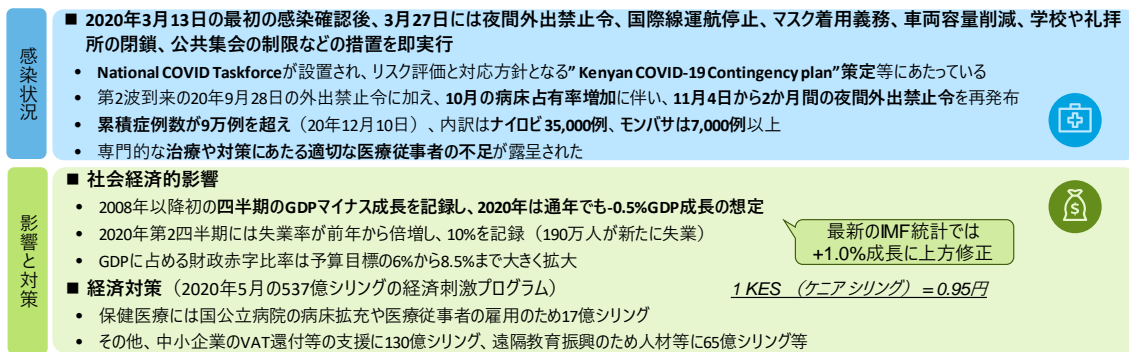 感染状況
■ 2020年3月13日の最初の感染確認後、3月27日には夜間外出禁止令、国際線運航停止、マスク着用義務、車両容量削減、学校や礼拝
所の閉鎖、公共集会の制限などの措置を即実行
• National COVID Taskforceが設置され、リスク評価と対応方針となる" Kenyan COVID-19 Contingency plan"策定等にあたっている
• 第2波到来の20年9月28日の外出禁止令に加え、10月の病床占有率増加に伴い、11月4日から2か月間の夜間外出禁止令を再発布
• 累積症例数が9万例を超え（20年12月10日）、内訳はナイロビ 35,000例、モンバサは7,000例以上
• 専門的な治療や対策にあたる適切な医療従事者の不足が露呈された
影響と対策
■ 社会経済的影響
• 2008年以降初の四半期のGDPマイナス成長を記録し、2020年は通年でも-0.5%GDP成長の想定
• 2020年第2四半期には失業率が前年から倍増し、10%を記録（190万人が新たに失業）
• GDPに占める財政赤字比率は予算目標の6%から8.5%まで大きく拡大
最新のIMF統計では
+1.0%成長に上方修正
■ 経済対策（2020年5月の537億シリングの経済刺激プログラム）
1 KES （ケニアシリング）= 0.95円
• 保健医療には国公立病院の病床拡充や医療従事者の雇用のため17億シリング
• その他、中小企業のVAT還付等の支援に130億シリング、遠隔教育振興のため人材等に65億シリング等